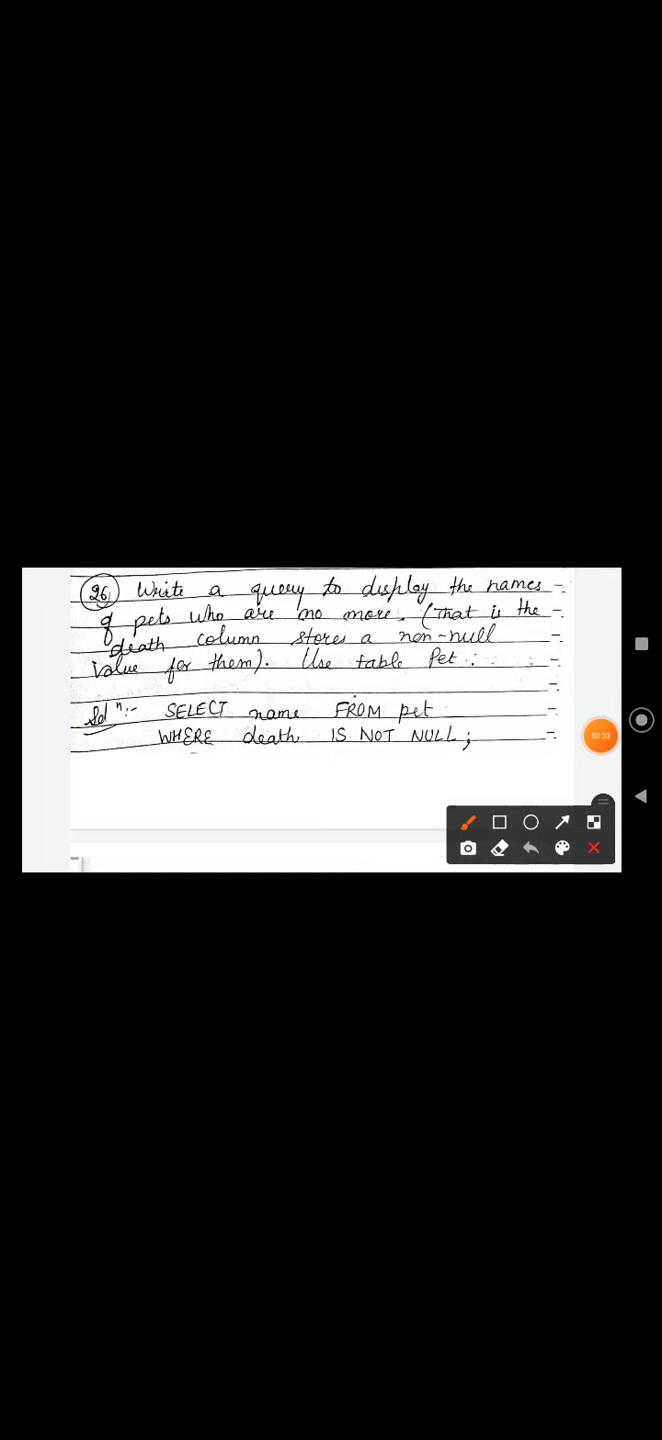 26 Write a query to display the names
of pets who are no more. (That is the
death column stores a non-null
value for them). Use table Pet :
Solⁿ:- SELECT name FROM pet
WHERE death IS NOT NULL;
50:33